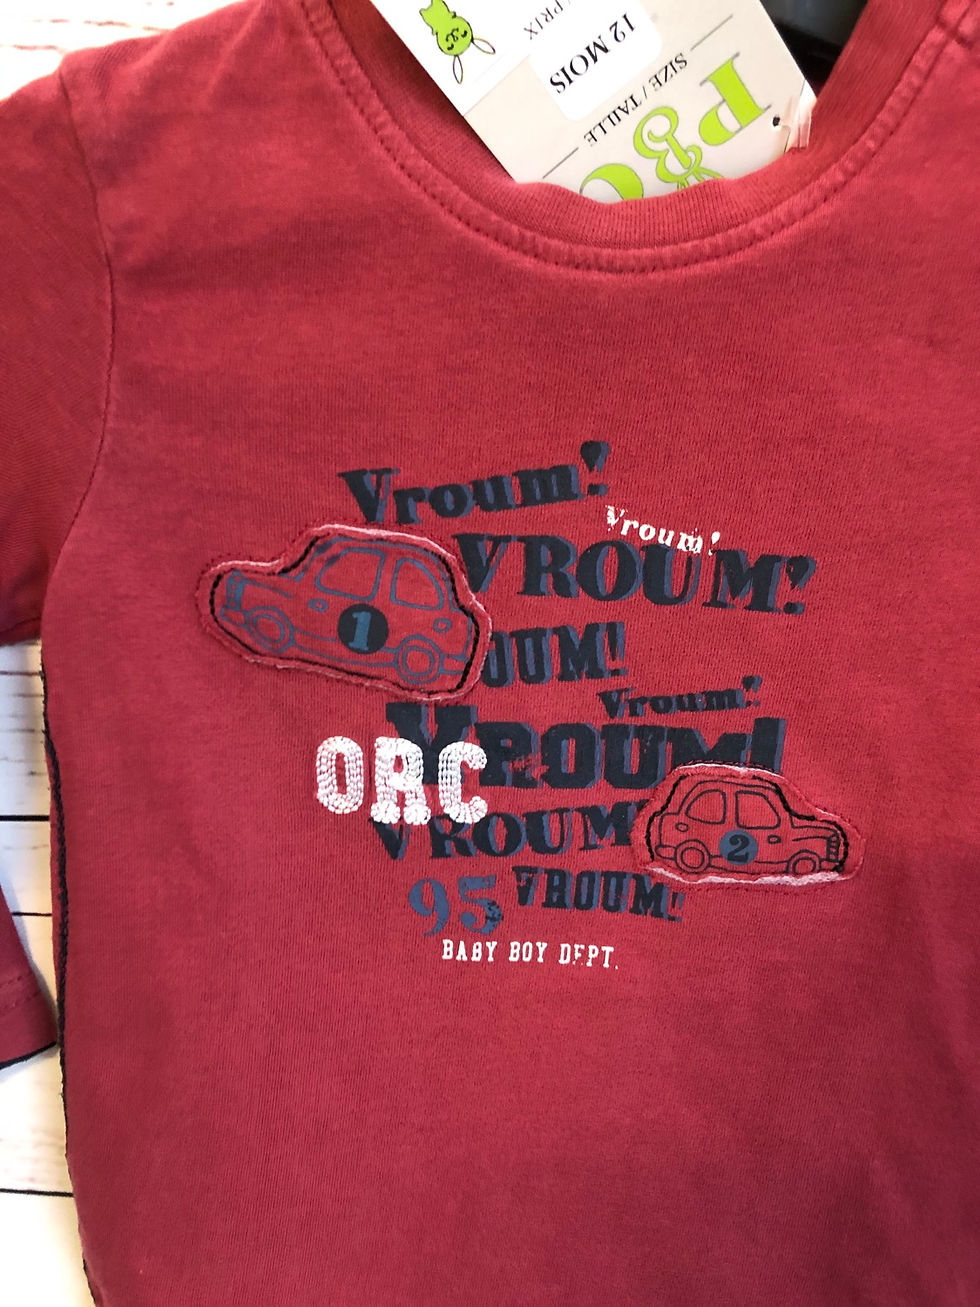 / PRIX
12 MOIS
SIZE / TAILLE
P&C
Vroum!
Vroum!
VROUM!
1
OUM!
Vroum!
VROUM!
ORC
VROUM
2
95
VROUM!
BABY BOY DEPT.